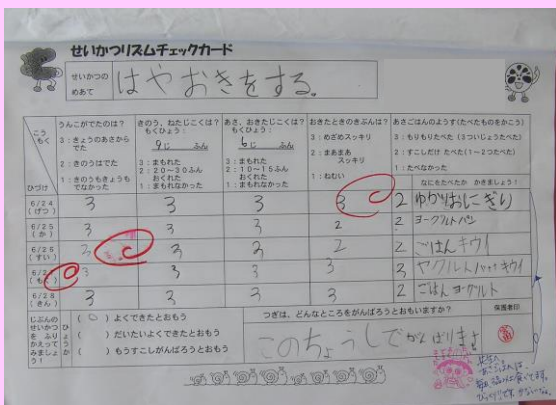 せいかつリズムチェックカード
せいかつの
めあて
はやおきをする。
こう
もく
ひづけ
うんこがでたのは？
3：きょうのあさから
でた
2：きのうはでた
1：きのうもきょうも
でなかった
きのう、ねたじこくは？
もくひょう：
9じ ふん
3：まもれた
2：20～30ふん
おくれた
1：まもれなかった
あさ、おきたじこくは？
もくひょう：
6じ ふん
3：まもれた
2：10～15ふん
おくれた
1：まもれなかった
おきたときのきぶんは？
3：めざめスッキリ
2：まあまあ
スッキリ
1：ねむい
あさごはんのようす(たべたものをかこう)
3：もりもりたべた（3ついじょうたべた）
2：すこしだけ たべた(1～2つたべた)
1：たべなかった
なにをたべたか かきましょう！
6/24
(げつ)
3 3 3 3 2 ゆかりおにぎり
6/25
(か)
3 3 3 2 2 ヨーグルトパン
6/26
(すい)
3 3 3 2 2 ごはんキウイ
3 3 3 3 3 ヤクルト キウイ
6/28
(きん)
3 3 3 3 2 ごはんヨーグルト
じぶんの
せいかつ
を ふり
かえって
みましょ
う！
ひょうか
( ○ ) よくできたとおもう
( ) だいたいよくできたとおもう
( ) もうすこしがんばろうとおもう
つぎは、どんなところをがんばろうとおもいますか？
このちょうしでがんばります
保護者印